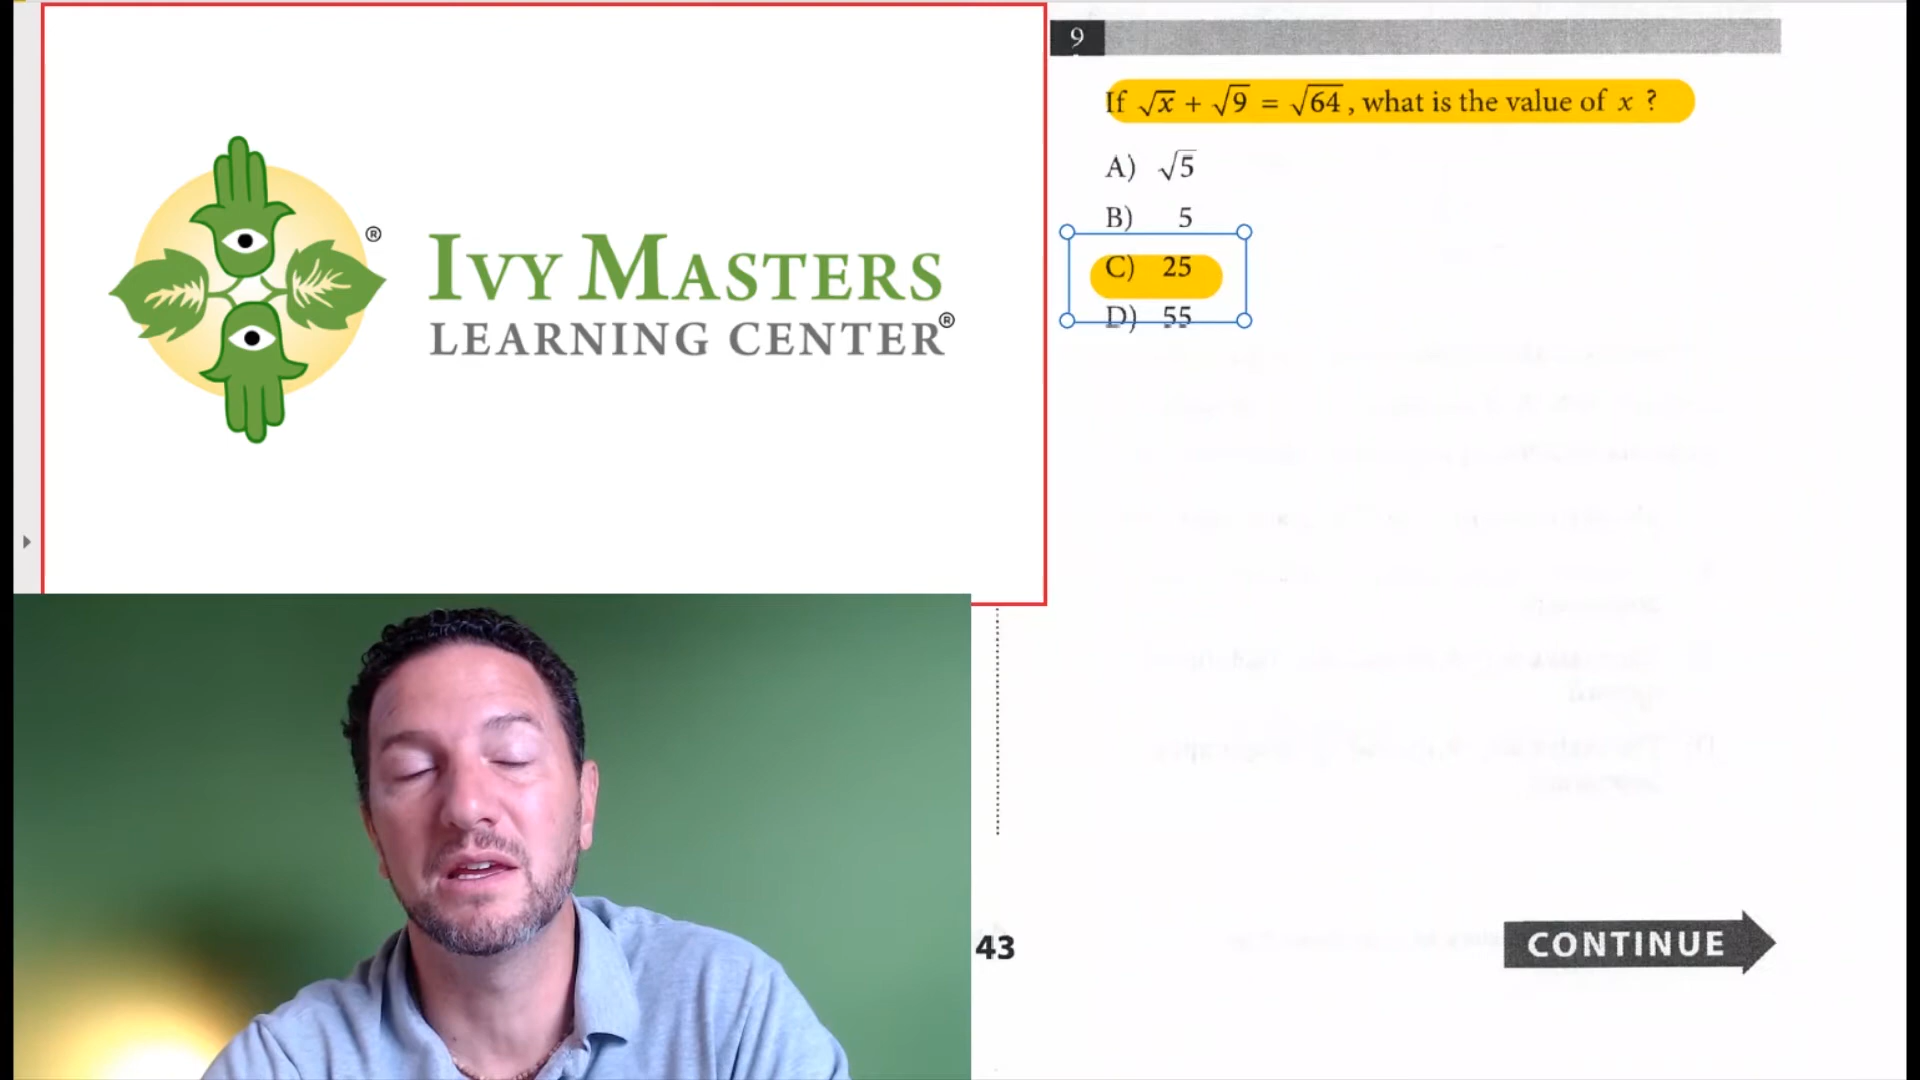 IVY MASTERS ®
LEARNING CENTER®
9
If √x + √9 = √64, what is the value of x ?
A) √5
B) 5
C) 25
D) 55
43
CONTINUE